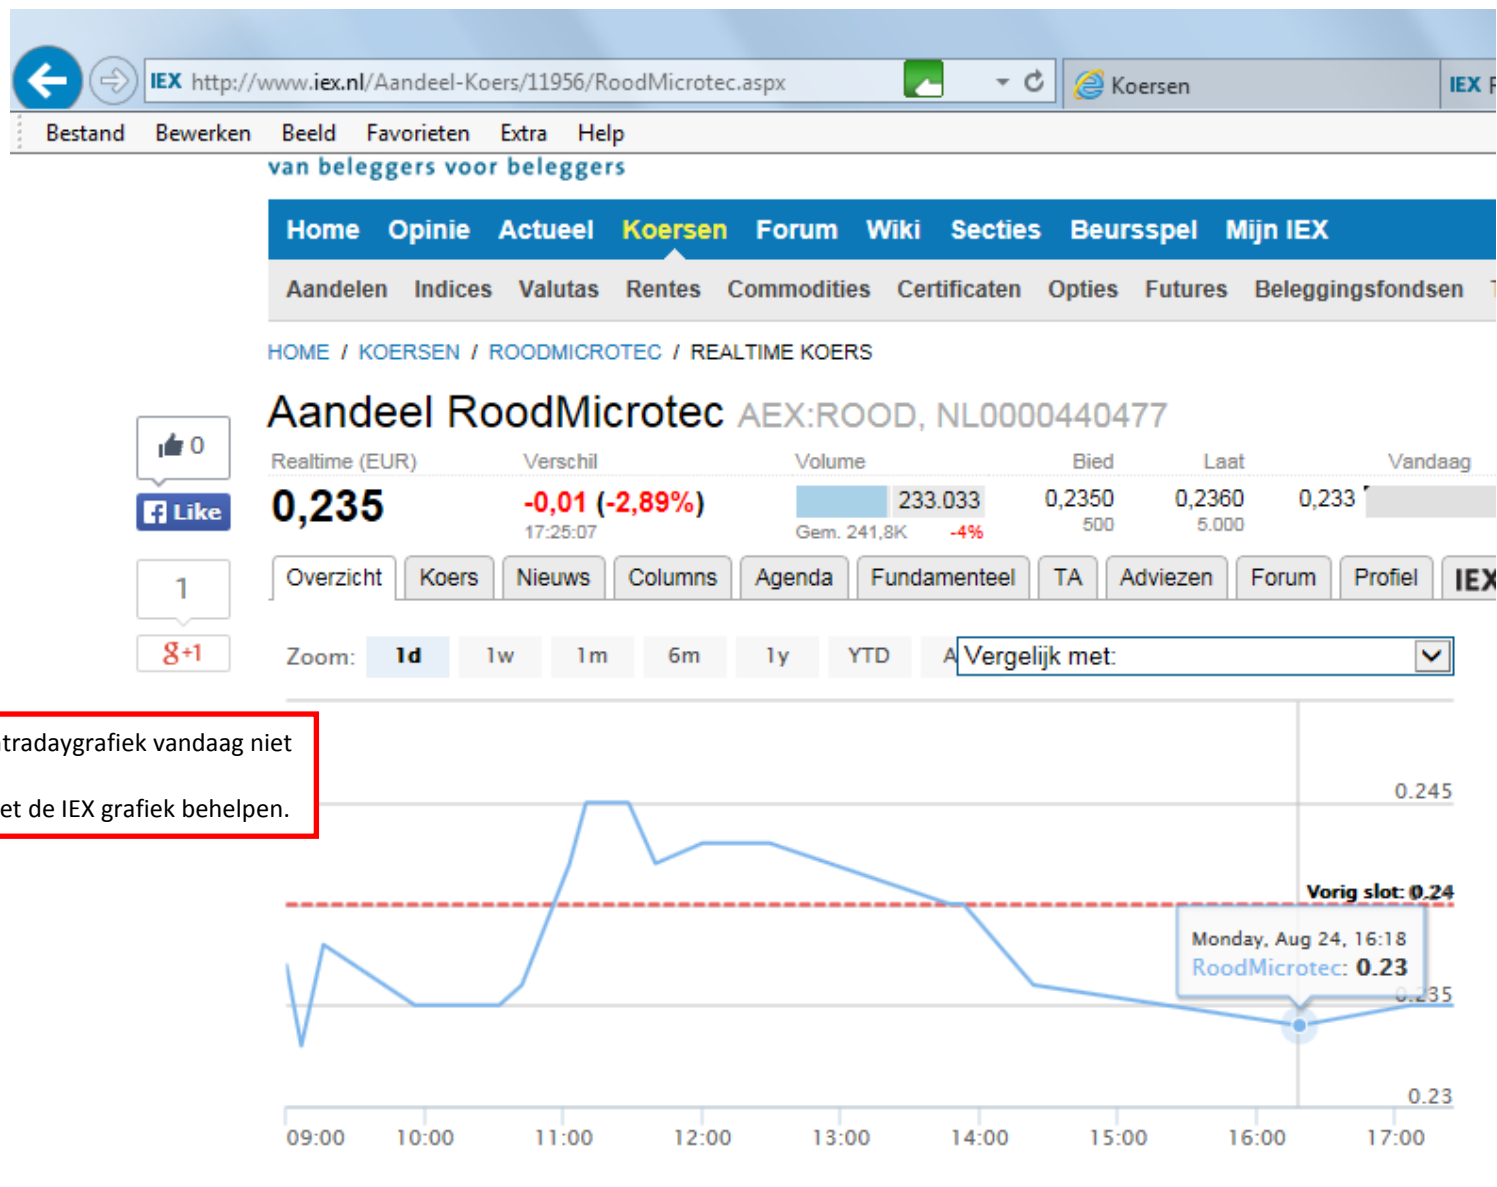 IEX http://www.iex.nl/Aandeel-Koers/11956/RoodMicrotec.aspx Koersen IEX
Bestand Bewerken Beeld Favorieten Extra Help
van beleggers voor beleggers
Home Opinie Actueel Koersen Forum Wiki Secties Beursspel Mijn IEX
Aandelen Indices Valutas Rentes Commodities Certificaten Opties Futures Beleggingsfondsen
HOME / KOERSEN / ROODMICROTEC / REALTIME KOERS
Aandeel RoodMicrotec AEX:ROOD, NL0000440477
0
Like
1
g+1
Realtime (EUR) Verschil Volume Bied Laat Vandaag
0,235 -0,01 (-2,89%) 233.033 0,2350 0,2360 0,233
17:25:07 Gem. 241,8K -4% 500 5.000
Overzicht Koers Nieuws Columns Agenda Fundamenteel TA Adviezen Forum Profiel IEX
Zoom: 1d 1w 1m 6m 1y YTD A Vergelijk met:
tradaygrafiek vandaag niet
et de IEX grafiek behelpen.
0.245
Vorig slot: 0.24
Monday, Aug 24, 16:18
RoodMicrotec: 0.23
0.235
0.23
09:00 10:00 11:00 12:00 13:00 14:00 15:00 16:00 17:00